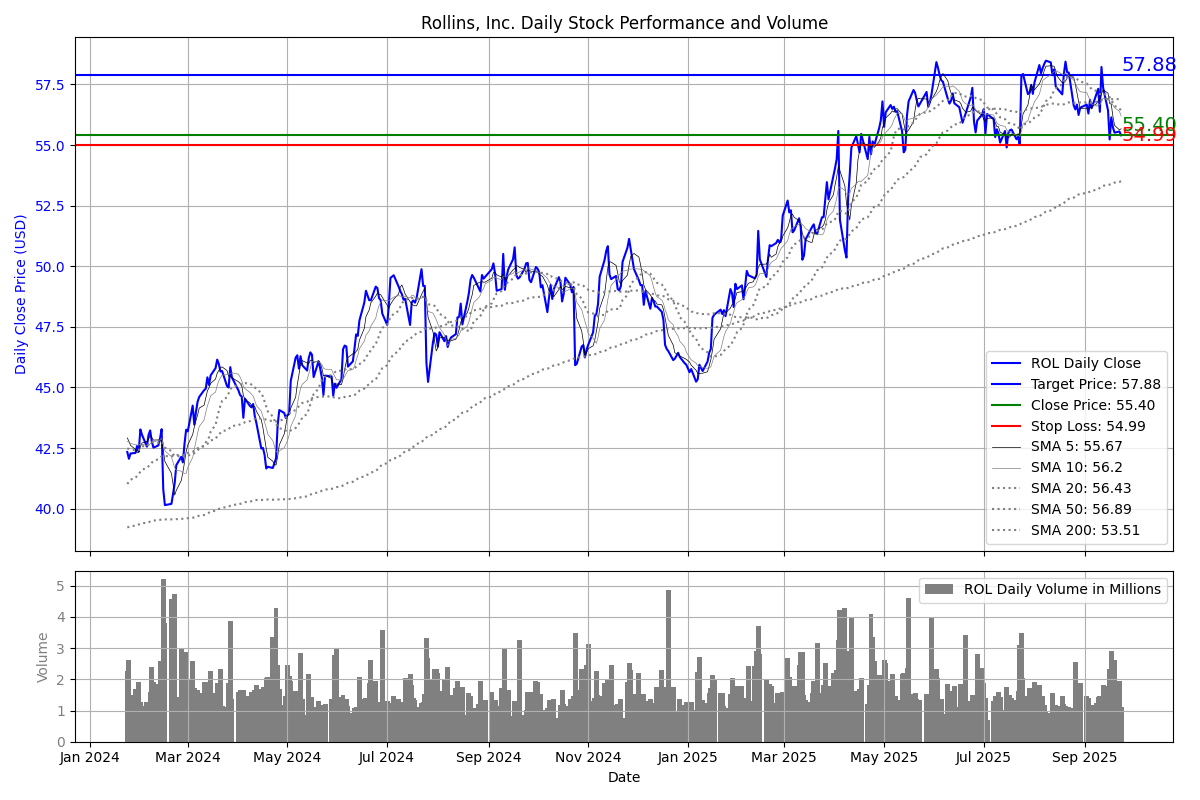 Rollins, Inc. Daily Stock Performance and Volume
Daily Close Price (USD)
57.5
55.0
52.5
50.0
47.5
45.0
42.5
40.0
57.88
55.40
54.99
ROL Daily Close
Target Price: 57.88
Close Price: 55.40
Stop Loss: 54.99
SMA 5: 55.67
SMA 10: 56.2
SMA 20: 56.43
SMA 50: 56.89
SMA 200: 53.51
Volume
5
4
3
2
1
0
ROL Daily Volume in Millions
Jan 2024 Mar 2024 May 2024 Jul 2024 Sep 2024 Nov 2024 Jan 2025 Mar 2025 May 2025 Jul 2025 Sep 2025
Date